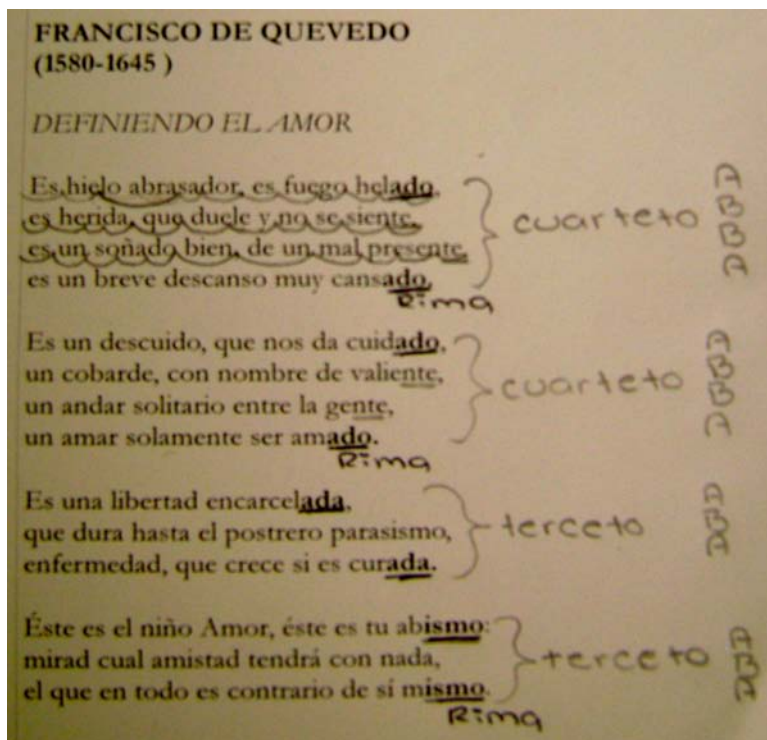 FRANCISCO DE QUEVEDO
(1580-1645 )
DEFINIENDO EL AMOR
Es hielo abrasador, es fuego helado,
es herida, que duele y no se siente,
es un soñado bien, de un mal presente,
es un breve descanso muy cansado,
cuarteto
A
B
B
A
Rima
Es un descuido, que nos da cuidado,
un cobarde, con nombre de valiente,
un andar solitario entre la gente,
un amar solamente ser amado.
cuarteto
A
B
B
A
Rima
Es una libertad encarcelada,
que dura hasta el postrero parasismo,
enfermedad, que crece si es curada.
terceto
A
B
A
Éste es el niño Amor, éste es tu abismo:
mirad cual amistad tendrá con nada,
el que en todo es contrario de sí mismo.
terceto
A
B
A
Rima